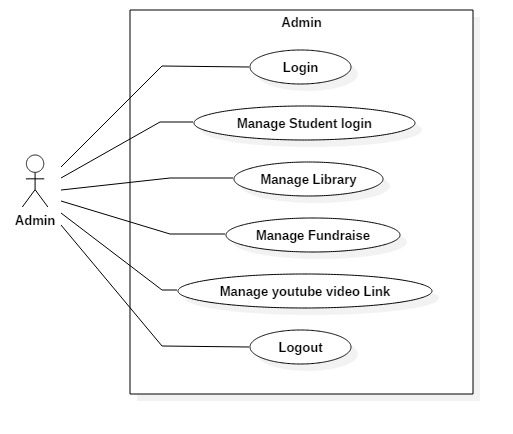 Admin
Login
Manage Student login
Manage Library
Admin
Manage Fundraise
Manage youtube video Link
Logout